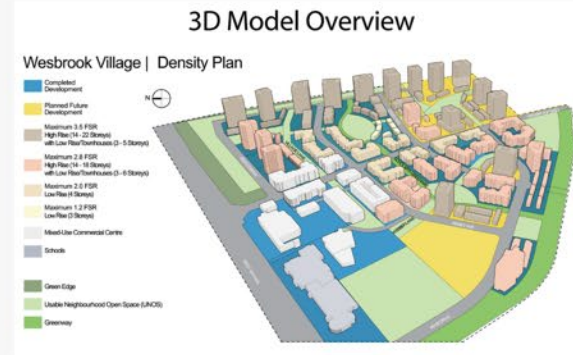 3D Model Overview
Wesbrook Village | Density Plan
Completed
Development
N
Planned Future
Development
Maximum 3.5 FSR
High Rise (14 - 22 Storeys)
with Low Rise/Townhouses (3 - 5 Storeys)
Maximum 2.8 FSR
High Rise (14 - 18 Storeys)
with Low Rise/Townhouses (3 - 6 Storeys)
Maximum 2.0 FSR
Low Rise (4 Storeys)
Maximum 1.2 FSR
Low Rise (3 Storeys)
Mixed-Use Commercial Centre
Schools
Green Edge
Usable Neighbourhood Open Space (UNOS)
Greenway